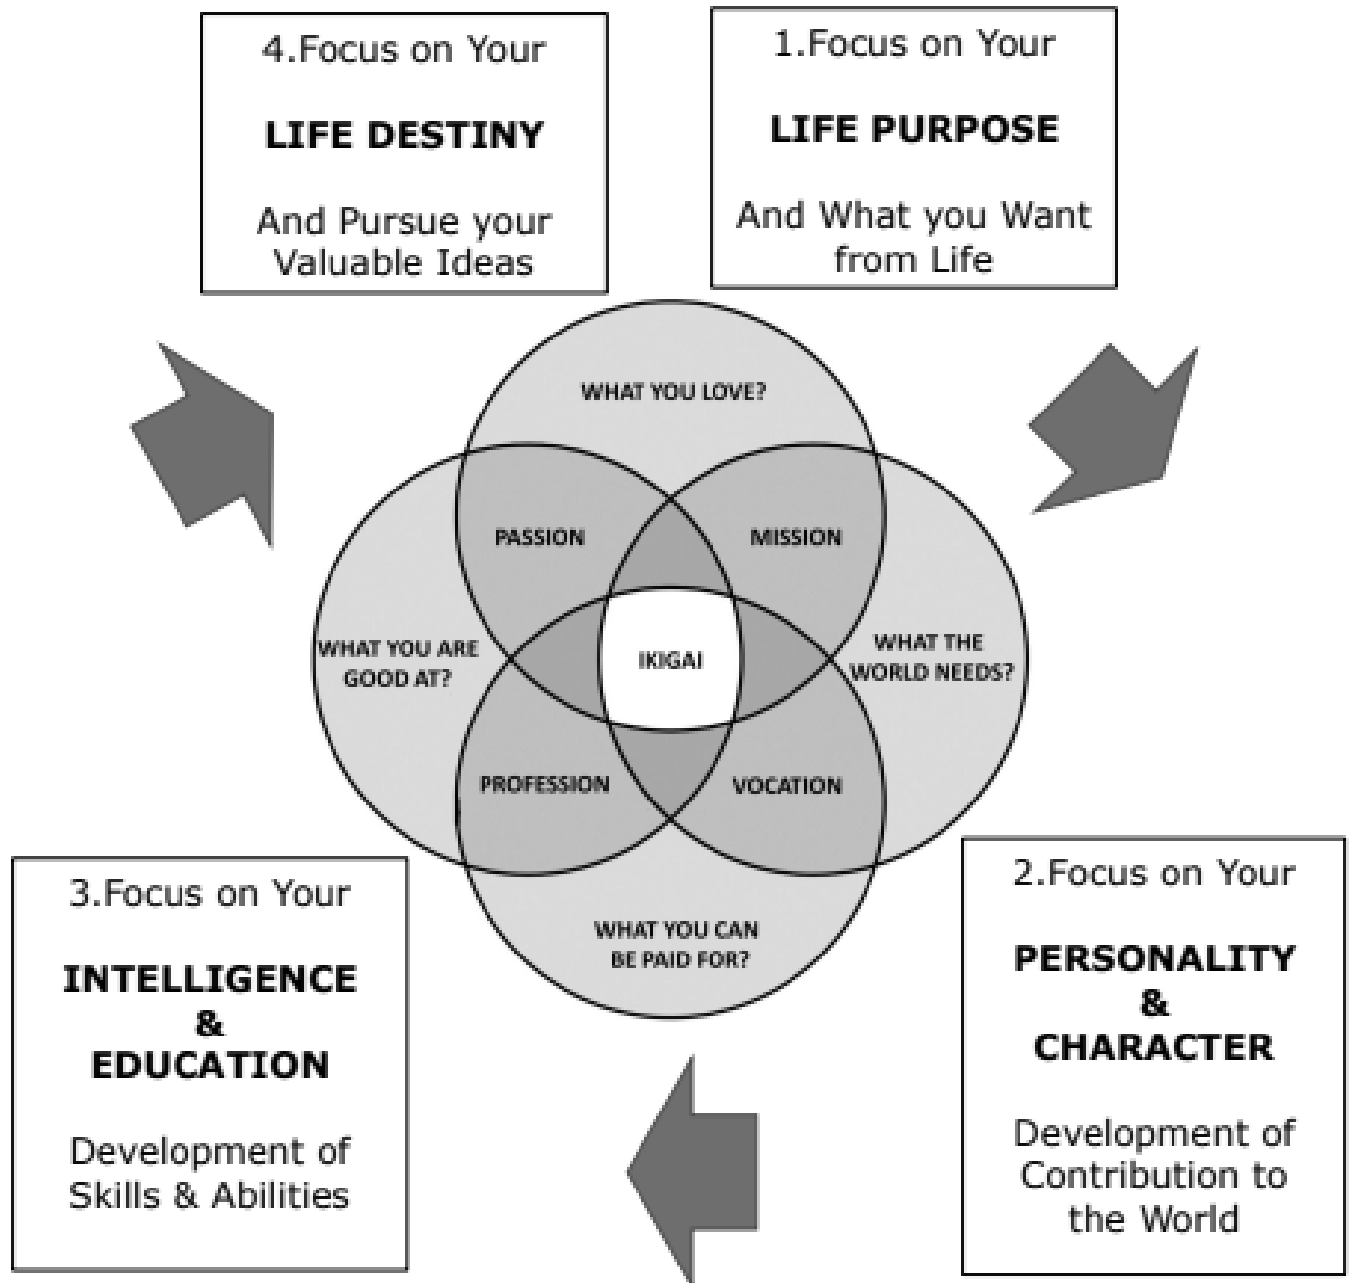 4.Focus on Your
LIFE DESTINY
And Pursue your
Valuable Ideas
1.Focus on Your
LIFE PURPOSE
And What you Want
from Life
WHAT YOU LOVE?
PASSION
MISSION
WHAT YOU ARE
GOOD AT?
IKIGAI
WHAT THE
WORLD NEEDS?
PROFESSION
VOCATION
WHAT YOU CAN
BE PAID FOR?
3.Focus on Your
INTELLIGENCE
&
EDUCATION
Development of
Skills & Abilities
2.Focus on Your
PERSONALITY
&
CHARACTER
Development of
Contribution to
the World